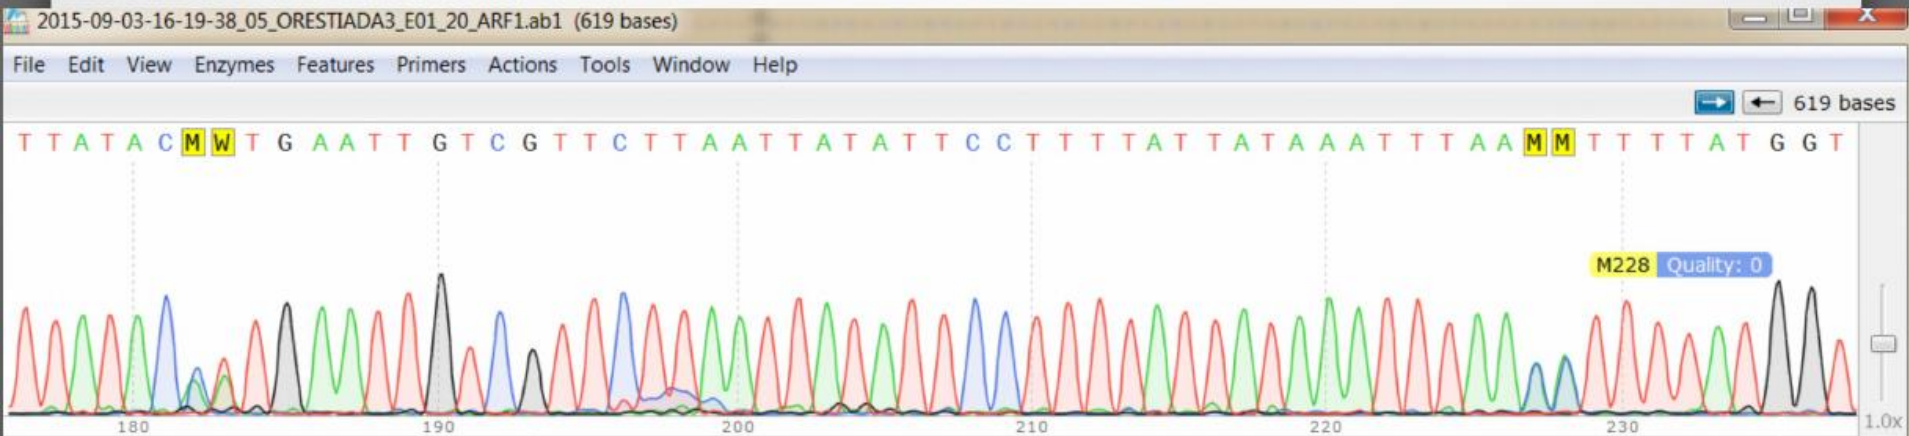 2015-09-03-16-19-38_05_ORESTIADA3_E01_20_ARF1.ab1 (619 bases)
File Edit View Enzymes Features Primers Actions Tools Window Help
619 bases
T T A T A C M W T G A A T T G T C G T T C T T A A T T A T A T T C C T T T T A T T A T A A A T T T A A M M T T T T A T G G T
M228 Quality: 0
180 190 200 210 220 230
1.0x